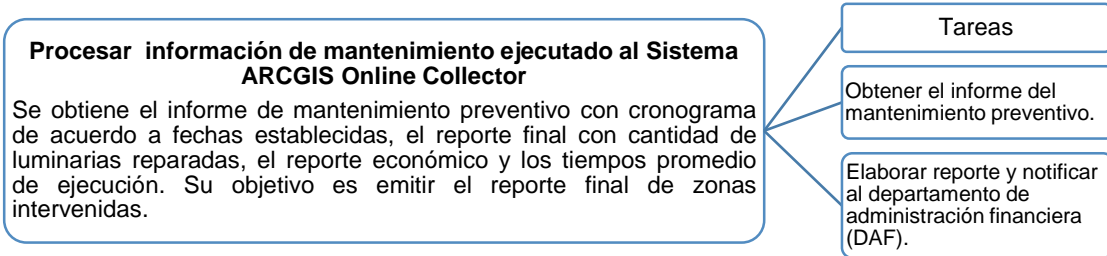 Procesar información de mantenimiento ejecutado al Sistema
ARCGIS Online Collector
Se obtiene el informe de mantenimiento preventivo con cronograma
de acuerdo a fechas establecidas, el reporte final con cantidad de
luminarias reparadas, el reporte económico y los tiempos promedio
de ejecución. Su objetivo es emitir el reporte final de zonas
intervenidas.
Tareas
Obtener el informe del
mantenimiento preventivo.
Elaborar reporte y notificar
al departamento de
administración financiera
(DAF).